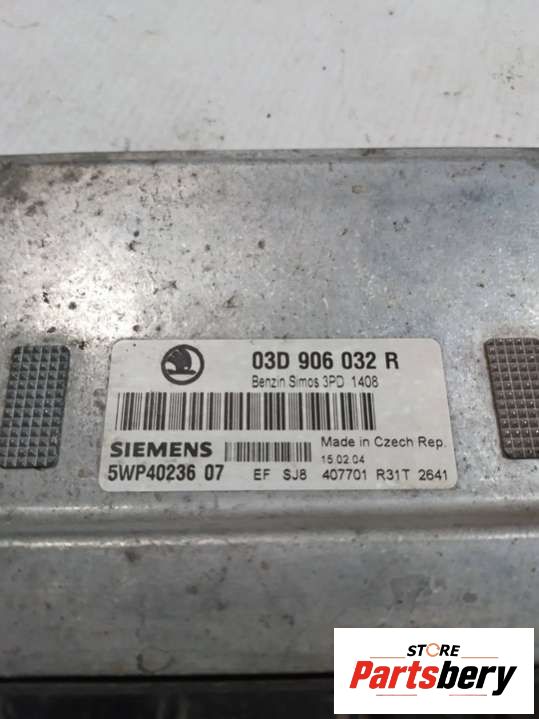 03D 906 032 R
Benzin Simos 3PD 1408
SIEMENS
Made in Czech Rep.
15.02.04
5WP40236 07
EF SJ8 407701 R31T 2641
STORE
Partsbery